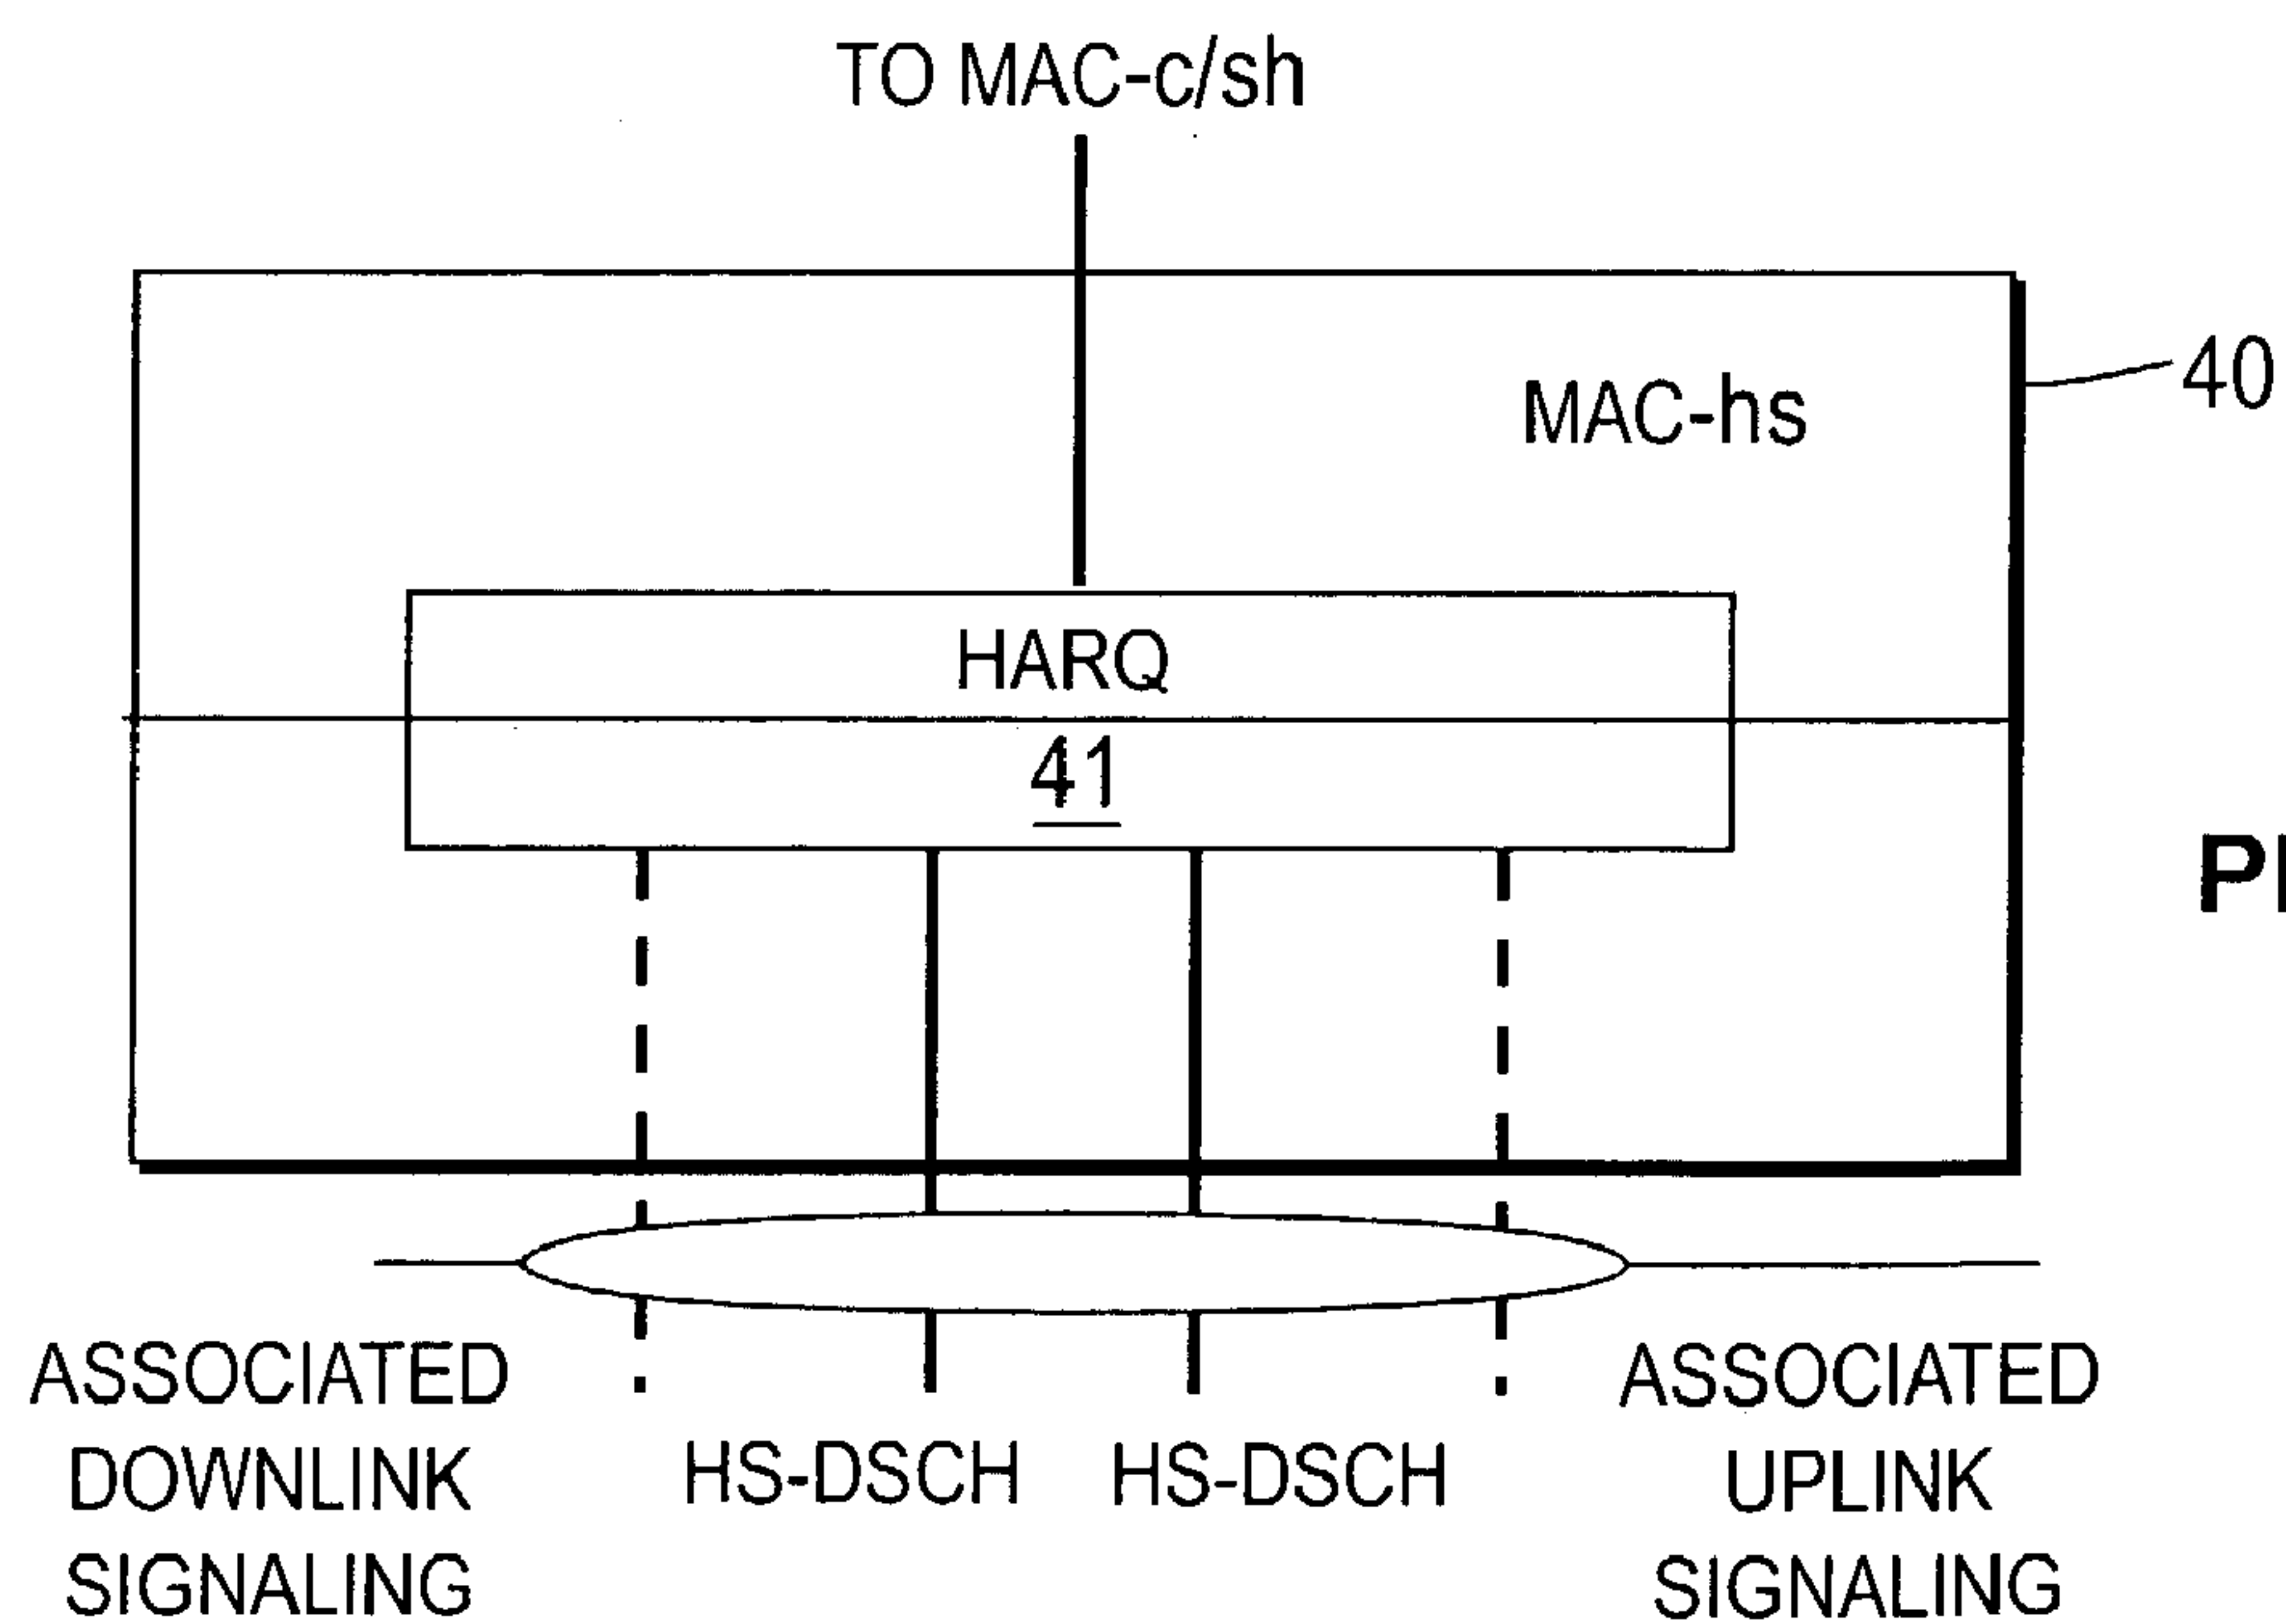 TO MAC-c/sh
MAC-hs
40
HARQ
41
ASSOCIATED
DOWNLINK
SIGNALING
HS-DSCH
HS-DSCH
ASSOCIATED
UPLINK
SIGNALING